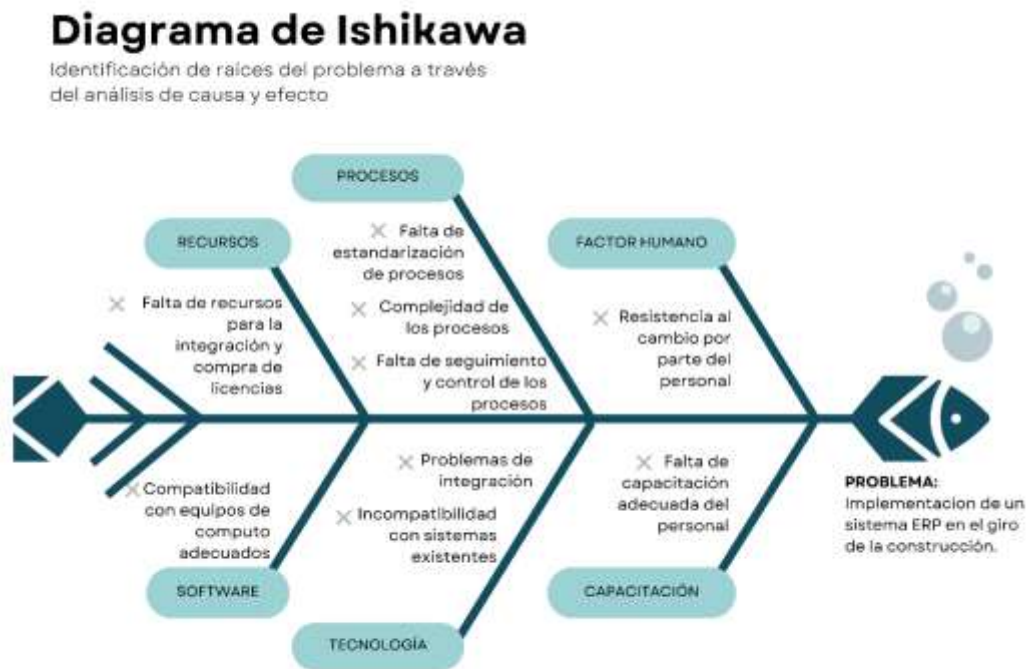 Diagrama de Ishikawa
Identificación de raíces del problema a través
del análisis de causa y efecto
PROCESOS
Falta de
estandarización
de procesos
Complejidad de
los procesos
Falta de seguimiento
y control de los
procesos
RECURSOS
Falta de recursos
para la
integración y
compra de
licencias
FACTOR HUMANO
Resistencia al
cambio por
parte del
personal
Compatibilidad
con equipos de
computo
adecuados
SOFTWARE
Problemas de
integración
Incompatibilidad
con sistemas
existentes
TECNOLOGÍA
Falta de
capacitación
adecuada del
personal
CAPACITACIÓN
PROBLEMA:
Implementacion de un
sistema ERP en el giro
de la construcción.